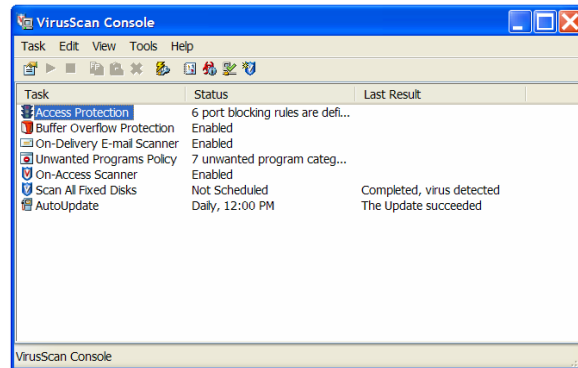 VirusScan Console
Task Edit View Tools Help
Task Status Last Result
Access Protection 6 port blocking rules are defi...
Buffer Overflow Protection Enabled
On-Delivery E-mail Scanner Enabled
Unwanted Programs Policy 7 unwanted program categ...
On-Access Scanner Enabled
Scan All Fixed Disks Not Scheduled Completed, virus detected
AutoUpdate Daily, 12:00 PM The Update succeeded
VirusScan Console